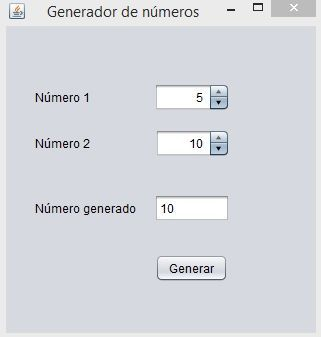 Generador de números
Número 1 5
Número 2 10
Número generado 10
Generar